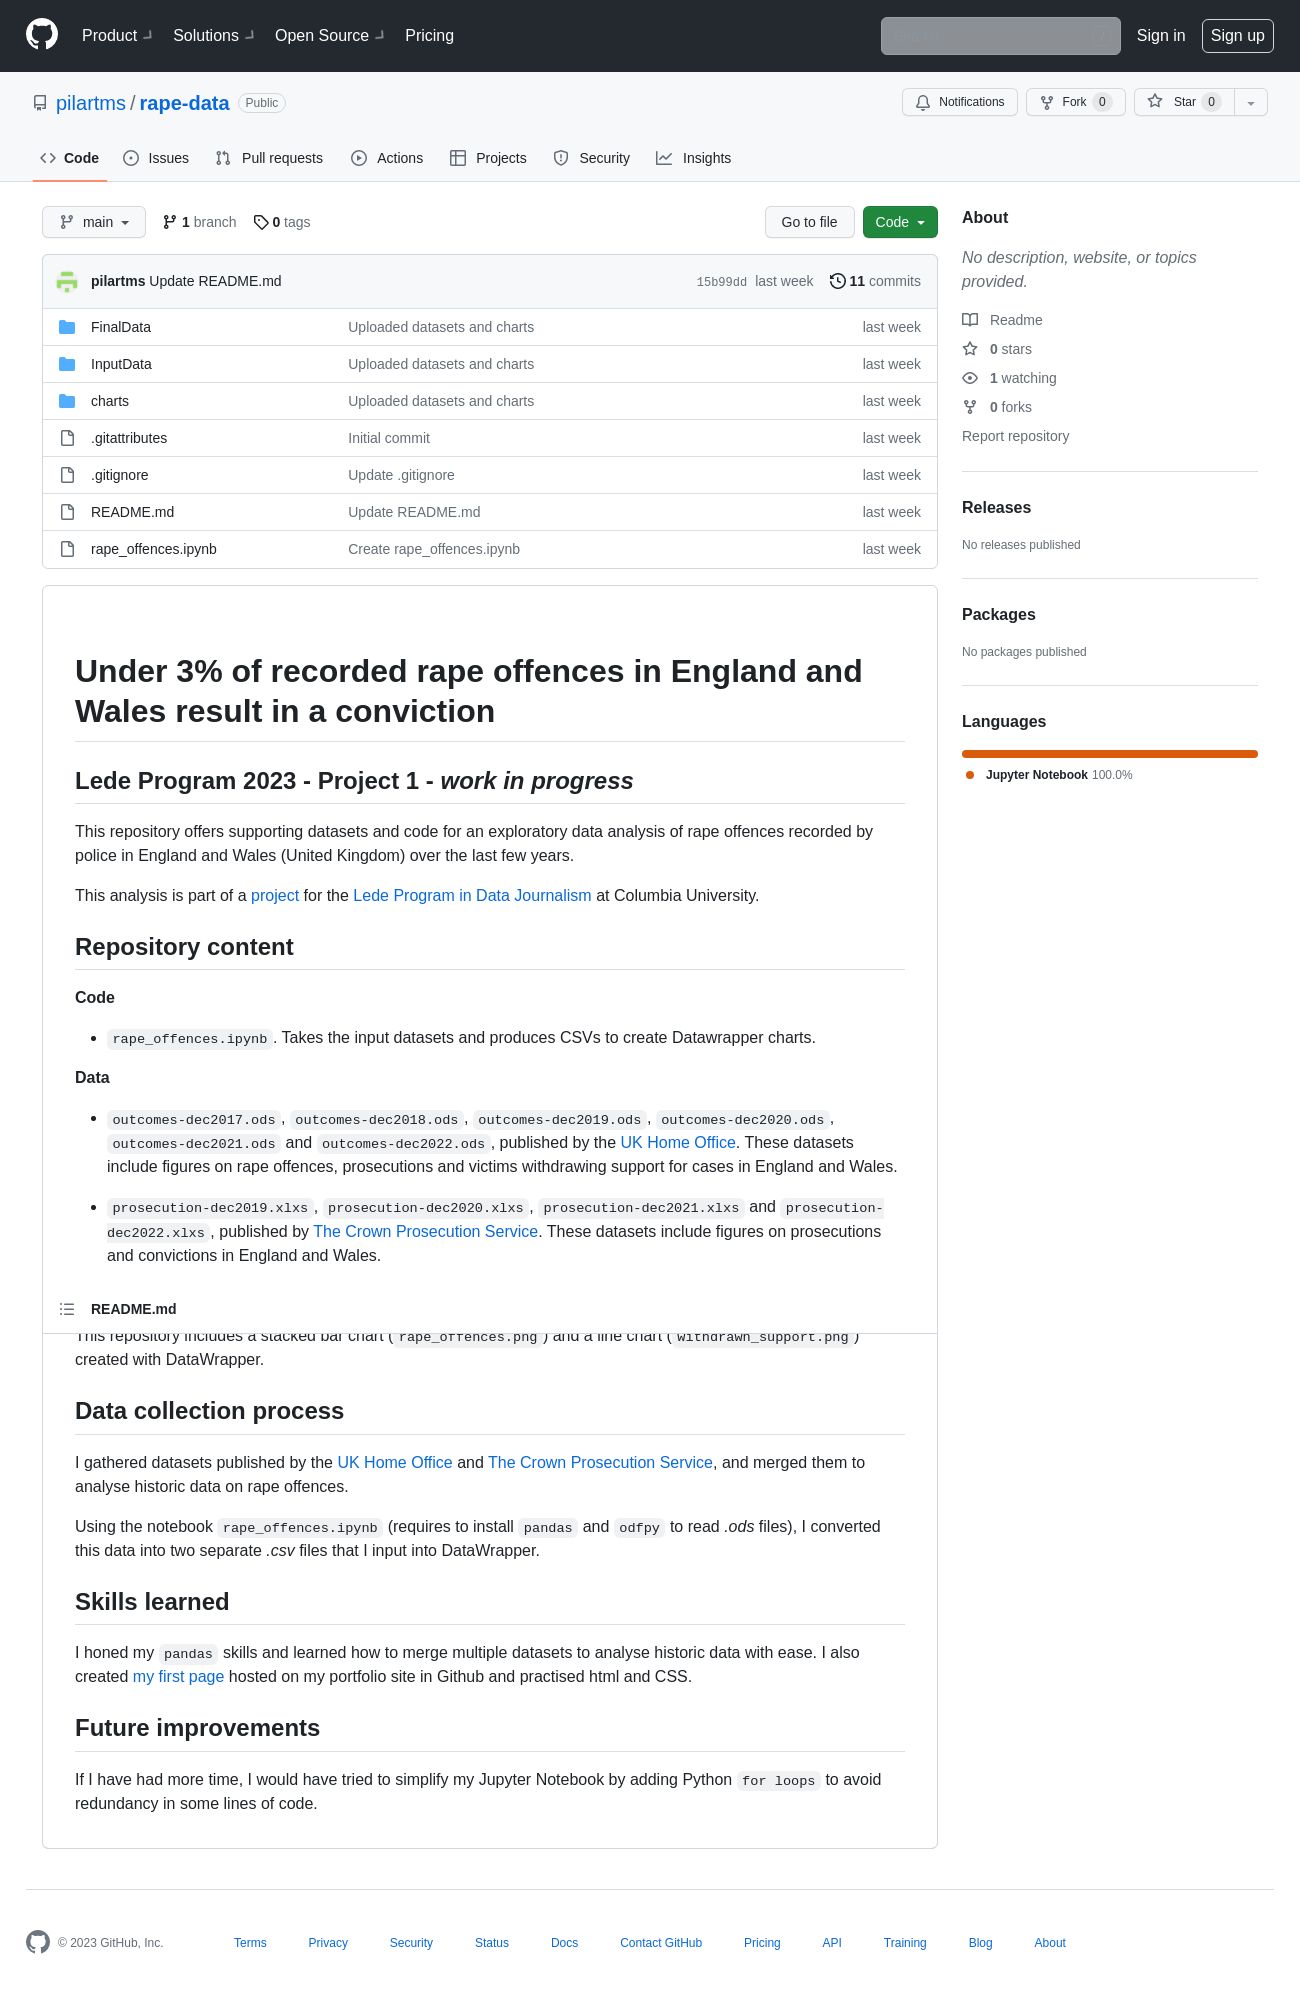 Product Solutions Open Source Pricing Sign in Sign up
pilartms / rape-data Public Notifications Fork 0 Star 0
Code Issues Pull requests Actions Projects Security Insights
main 1 branch 0 tags Go to file Code
pilartms Update README.md 15b99dd last week 11 commits
FinalData Uploaded datasets and charts last week
InputData Uploaded datasets and charts last week
charts Uploaded datasets and charts last week
.gitattributes Initial commit last week
.gitignore Update .gitignore last week
README.md Update README.md last week
rape_offences.ipynb Create rape_offences.ipynb last week
Under 3% of recorded rape offences in England and
Wales result in a conviction
Lede Program 2023 - Project 1 - work in progress
This repository offers supporting datasets and code for an exploratory data analysis of rape offences recorded by
police in England and Wales (United Kingdom) over the last few years.
This analysis is part of a project for the Lede Program in Data Journalism at Columbia University.
Repository content
Code
rape_offences.ipynb. Takes the input datasets and produces CSVs to create Datawrapper charts.
Data
outcomes-dec2017.ods, outcomes-dec2018.ods, outcomes-dec2019.ods, outcomes-dec2020.ods,
outcomes-dec2021.ods and outcomes-dec2022.ods, published by the UK Home Office. These datasets
include figures on rape offences, prosecutions and victims withdrawing support for cases in England and Wales.
prosecution-dec2019.xlxs, prosecution-dec2020.xlxs, prosecution-dec2021.xlxs and prosecution-
dec2022.xlxs, published by The Crown Prosecution Service. These datasets include figures on prosecutions
and convictions in England and Wales.
README.md
This repository includes a stacked bar chart (rape_offences.png) and a line chart (withdrawn_support.png)
created with DataWrapper.
Data collection process
I gathered datasets published by the UK Home Office and The Crown Prosecution Service, and merged them to
analyse historic data on rape offences.
Using the notebook rape_offences.ipynb (requires to install pandas and odfpy to read .ods files), I converted
this data into two separate .csv files that I input into DataWrapper.
Skills learned
I honed my pandas skills and learned how to merge multiple datasets to analyse historic data with ease. I also
created my first page hosted on my portfolio site in Github and practised html and CSS.
Future improvements
If I have had more time, I would have tried to simplify my Jupyter Notebook by adding Python for loops to avoid
redundancy in some lines of code.
About
No description, website, or topics
provided.
Readme
0 stars
1 watching
0 forks
Report repository
Releases
No releases published
Packages
No packages published
Languages
Jupyter Notebook 100.0%
© 2023 GitHub, Inc. Terms Privacy Security Status Docs Contact GitHub Pricing API Training Blog About